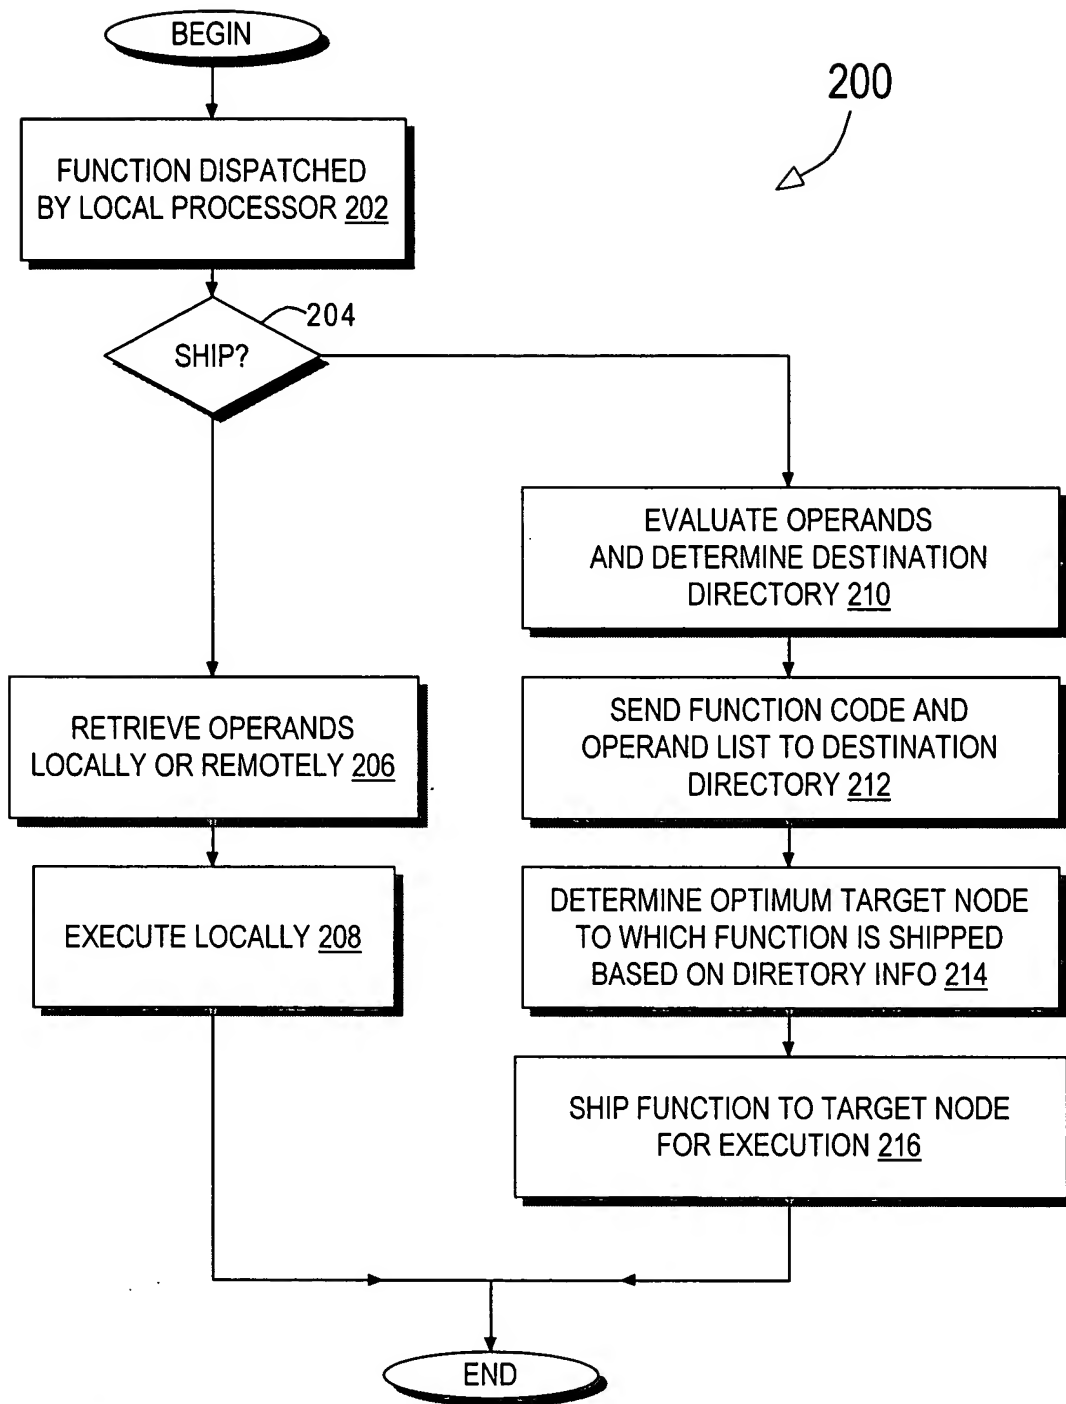 BEGIN
200
FUNCTION DISPATCHED
BY LOCAL PROCESSOR 202
204
SHIP?
EVALUATE OPERANDS
AND DETERMINE DESTINATION
DIRECTORY 210
RETRIEVE OPERANDS
LOCALLY OR REMOTELY 206
SEND FUNCTION CODE AND
OPERAND LIST TO DESTINATION
DIRECTORY 212
EXECUTE LOCALLY 208
DETERMINE OPTIMUM TARGET NODE
TO WHICH FUNCTION IS SHIPPED
BASED ON DIRETORY INFO 214
SHIP FUNCTION TO TARGET NODE
FOR EXECUTION 216
END